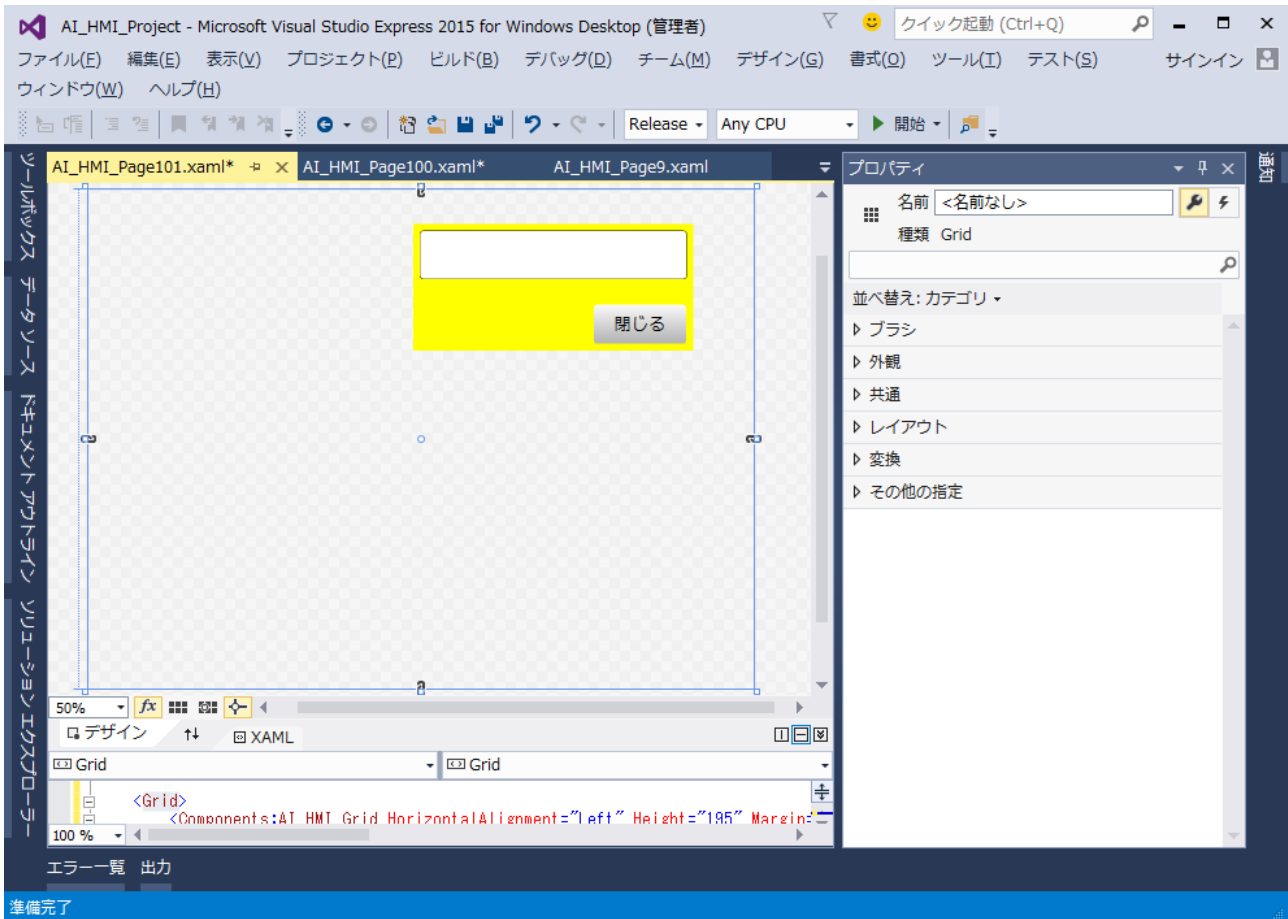 AI_HMI_Project - Microsoft Visual Studio Express 2015 for Windows Desktop (管理者)
クイック起動 (Ctrl+Q)
ファイル(F) 編集(E) 表示(V) プロジェクト(P) ビルド(B) デバッグ(D) チーム(M) デザイン(G) 書式(O) ツール(T) テスト(S) サインイン
ウィンドウ(W) ヘルプ(H)
Release Any CPU 開始
ツールボックス
データ ソース
ドキュメント アウトライン
ソリューション エクスプローラー
AI_HMI_Page101.xaml* AI_HMI_Page100.xaml* AI_HMI_Page9.xaml
閉じる
50% fx
デザイン XAML
Grid Grid
<Grid>
<Components:AI_HMI_Grid HorizontalAlignment="Left" Height="195" Margin=
100 %
プロパティ
名前 <名前なし>
種類 Grid
並べ替え: カテゴリ
ブラシ
外観
共通
レイアウト
変換
その他の指定
通知
エラー一覧 出力
準備完了